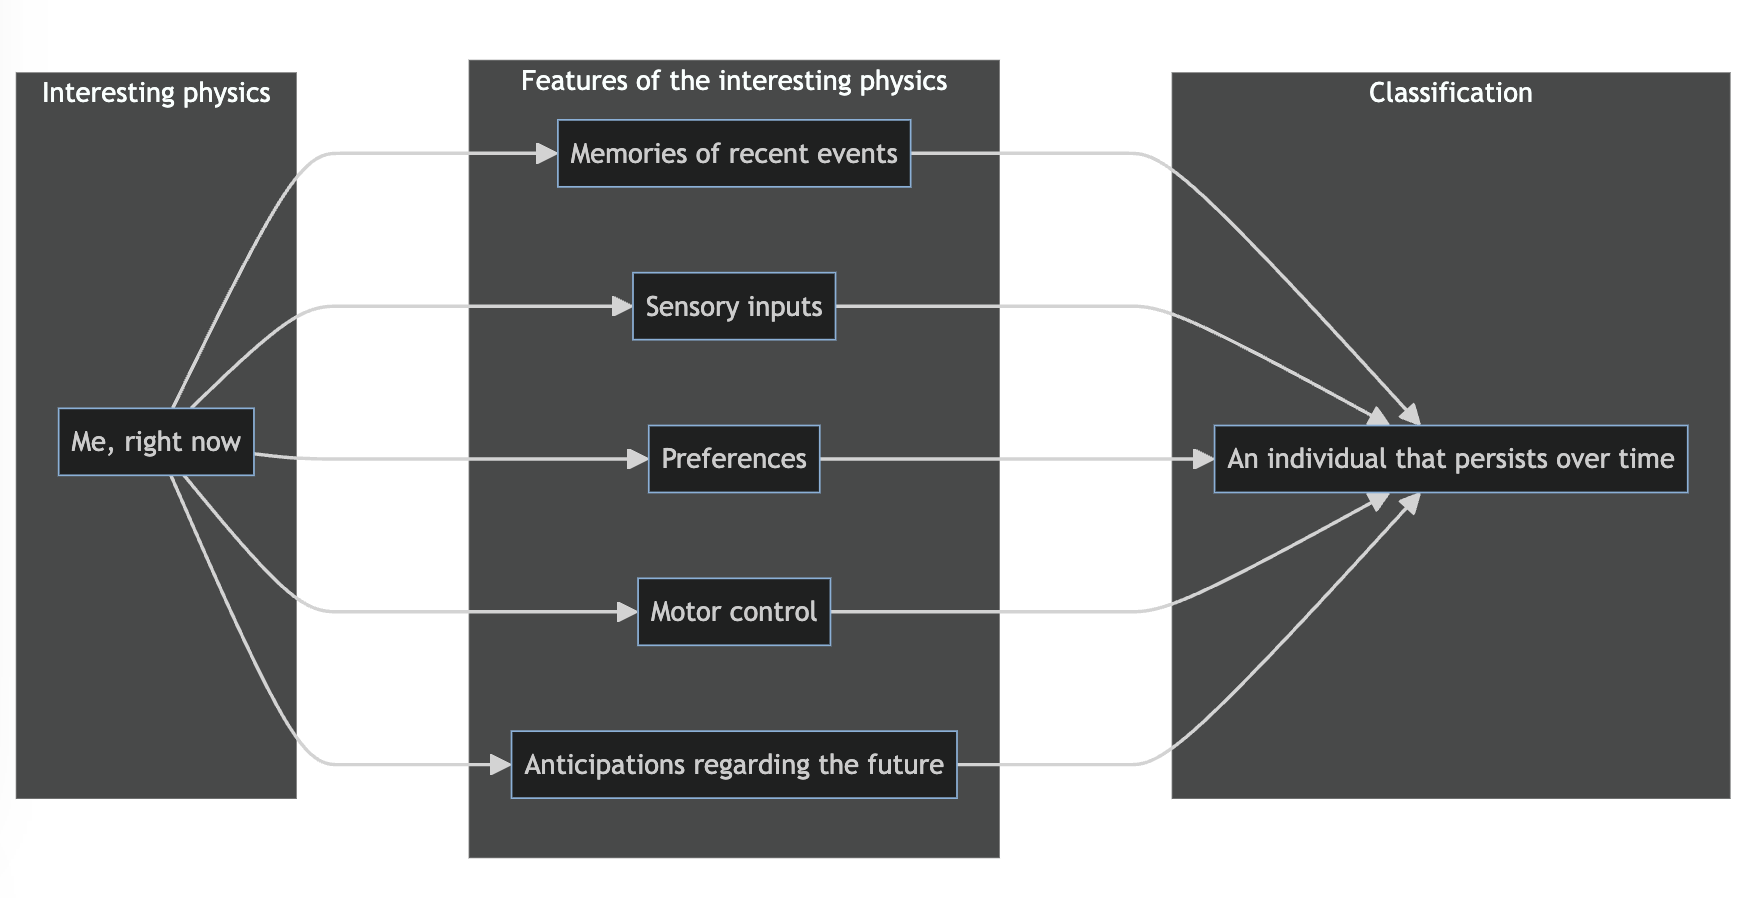 Interesting physics
Me, right now
Features of the interesting physics
Memories of recent events
Sensory inputs
Preferences
Motor control
Anticipations regarding the future
Classification
An individual that persists over time